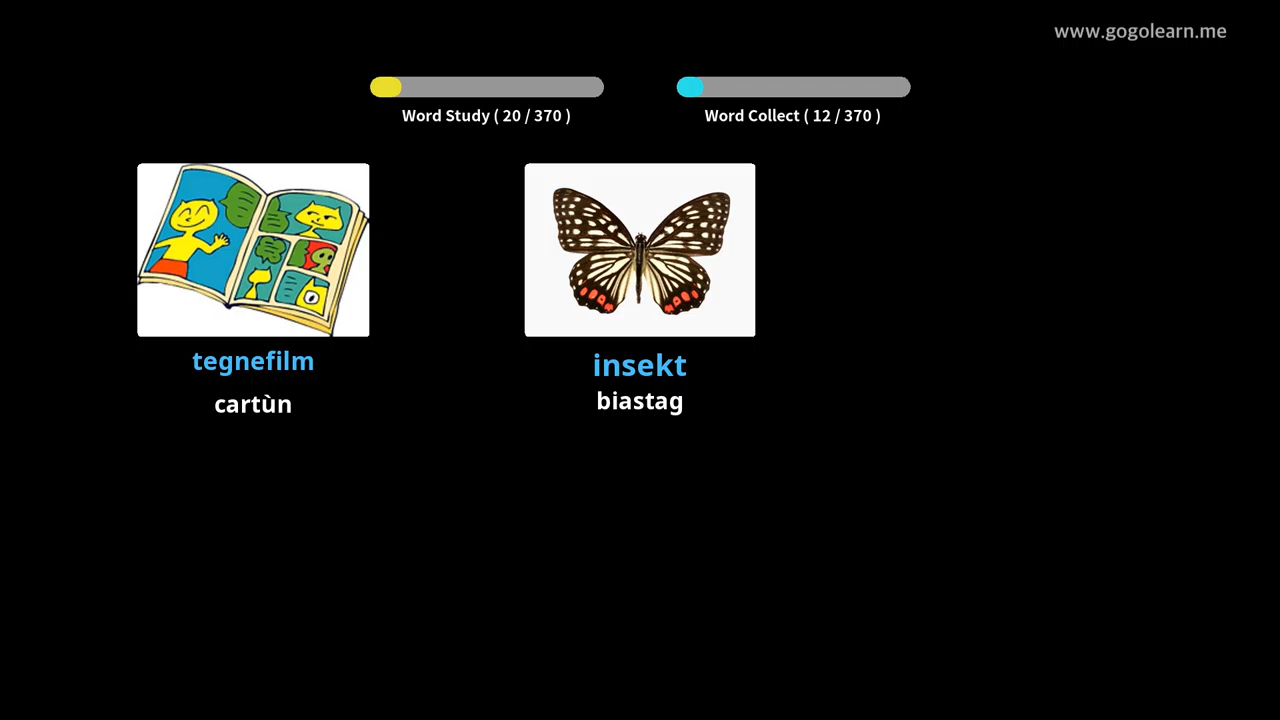 www.gogolearn.me
Word Study ( 20 / 370 )
Word Collect ( 12 / 370 )
tegnefilm
cartùn
insekt
biastag